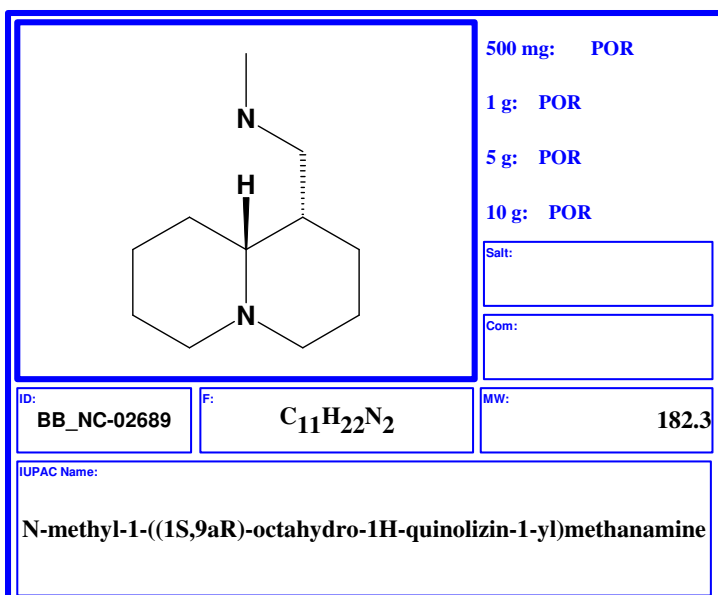 500 mg: POR
1 g: POR
5 g: POR
10 g: POR
N
H
N
Salt:
Com:
ID:
BB_NC-02689
F:
C11H22N2
MW:
182.3
IUPAC Name:
N-methyl-1-((1S,9aR)-octahydro-1H-quinolizin-1-yl)methanamine